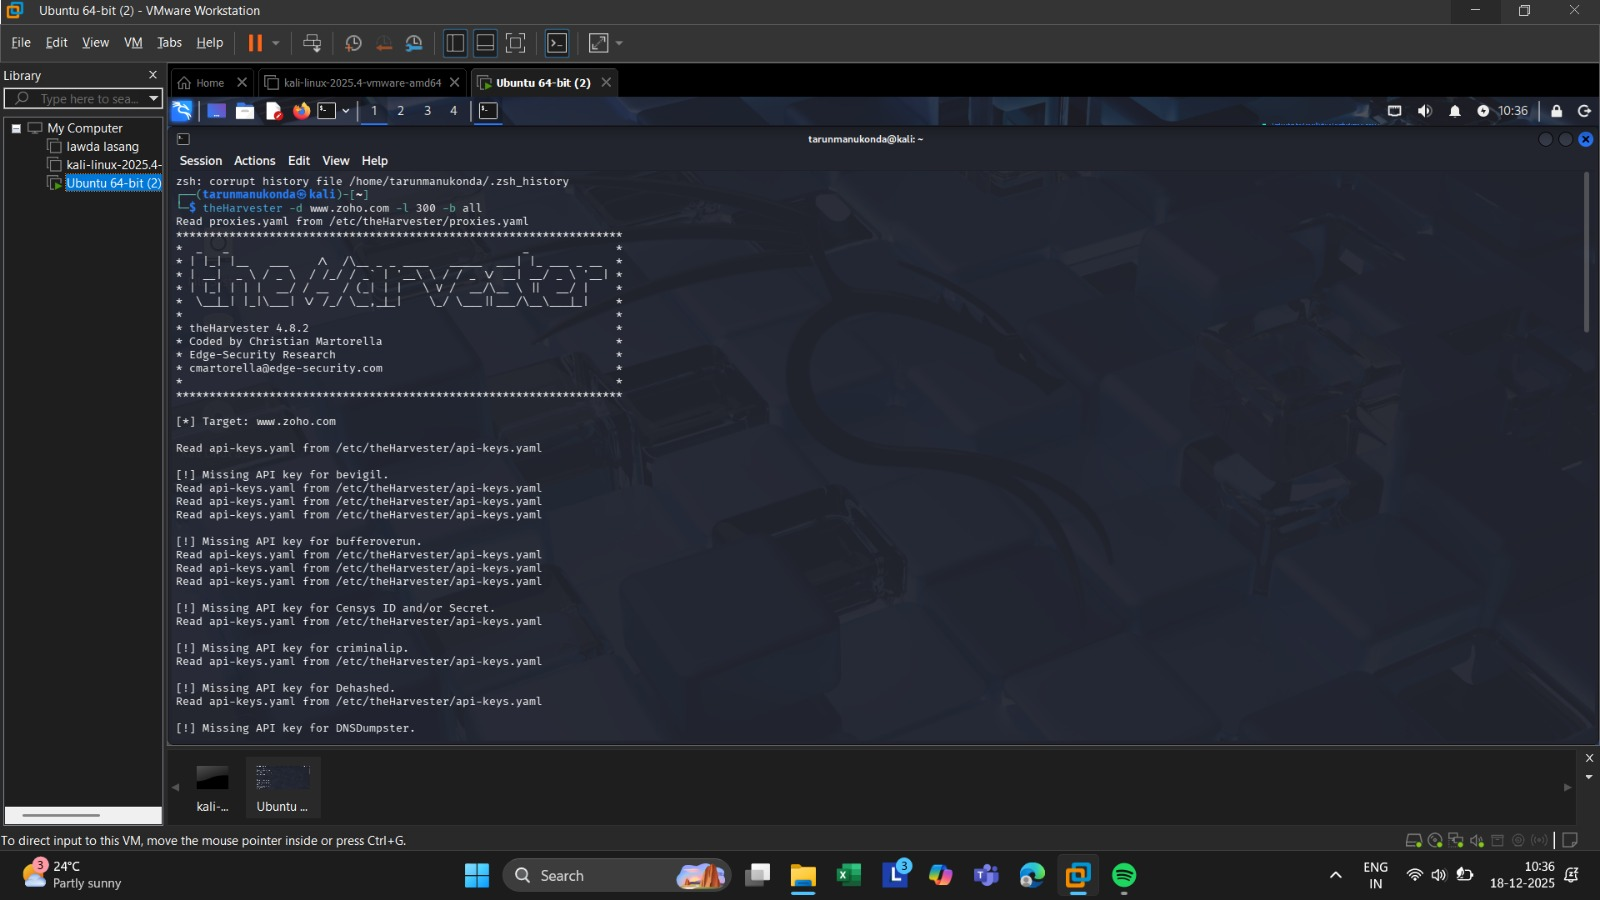 Ubuntu 64-bit (2) - VMware Workstation
File Edit View VM Tabs Help
Library
Type here to sea...
My Computer
lawda lasang
kali-linux-2025.4-
Ubuntu 64-bit (2)
Home
kali-linux-2025.4-vmware-amd64
Ubuntu 64-bit (2)
1 2 3 4
10:36
tarunmanukonda@kali: ~
Session Actions Edit View Help
zsh: corrupt history file /home/tarunmanukonda/.zsh_history
(tarunmanukonda㉿kali)-[~]
$ theHarvester -d www.zoho.com -l 300 -b all
Read proxies.yaml from /etc/theHarvester/proxies.yaml
*******************************************************************
theHarvester
* theHarvester 4.8.2 *
* Coded by Christian Martorella *
* Edge-Security Research *
* cmartorella@edge-security.com *
* *
*******************************************************************
[*] Target: www.zoho.com
Read api-keys.yaml from /etc/theHarvester/api-keys.yaml
[!] Missing API key for bevigil.
Read api-keys.yaml from /etc/theHarvester/api-keys.yaml
Read api-keys.yaml from /etc/theHarvester/api-keys.yaml
Read api-keys.yaml from /etc/theHarvester/api-keys.yaml
[!] Missing API key for bufferoverun.
Read api-keys.yaml from /etc/theHarvester/api-keys.yaml
Read api-keys.yaml from /etc/theHarvester/api-keys.yaml
Read api-keys.yaml from /etc/theHarvester/api-keys.yaml
[!] Missing API key for Censys ID and/or Secret.
Read api-keys.yaml from /etc/theHarvester/api-keys.yaml
[!] Missing API key for criminalip.
Read api-keys.yaml from /etc/theHarvester/api-keys.yaml
[!] Missing API key for Dehashed.
Read api-keys.yaml from /etc/theHarvester/api-keys.yaml
[!] Missing API key for DNSDumpster.
kali-...
Ubuntu ...
To direct input to this VM, move the mouse pointer inside or press Ctrl+G.
3
24°C
Partly sunny
Search
L 3
ENG
IN
10:36
18-12-2025